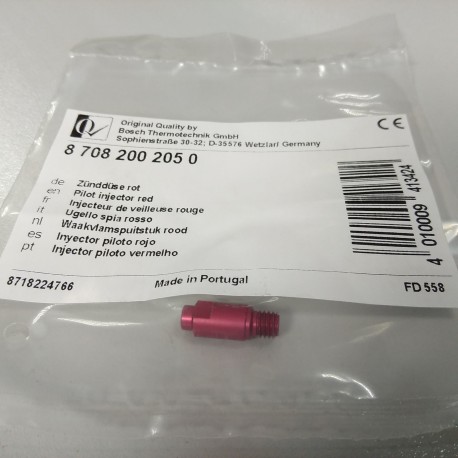 Original Quality by
Bosch Thermotechnik GmbH
Sophienstraße 30-32; D-35576 Wetzlar/ Germany
CE
8 708 200 205 0
de Zünddüse rot
en Pilot injector red
fr Injecteur de veilleuse rouge
it Ugello spia rosso
nl Waakvlamspuitstuk rood
es Inyector piloto rojo
pt Injector piloto vermelho
4 010009 413424
8718224766 Made in Portugal FD 558